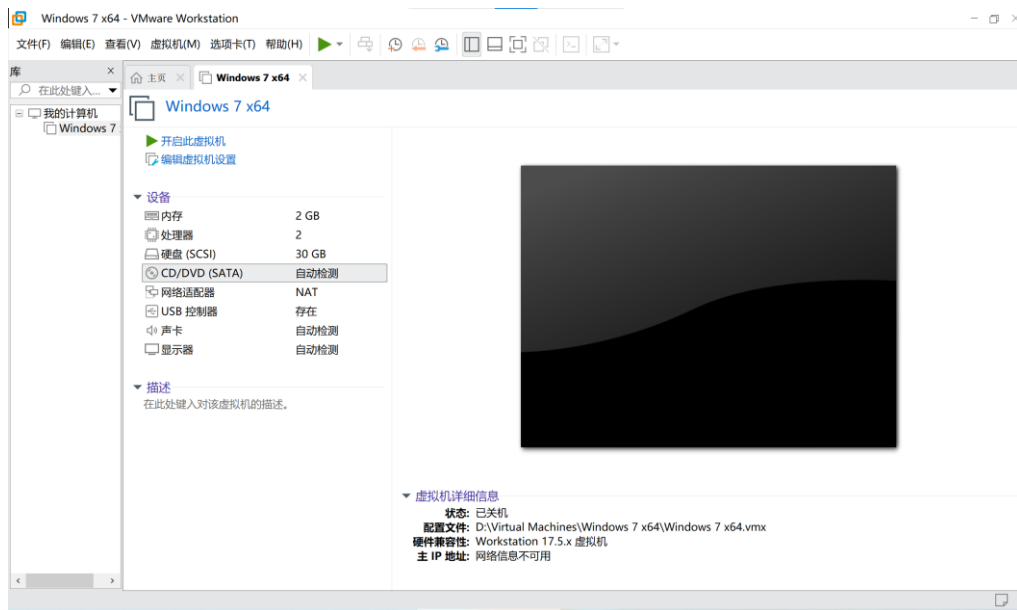 Windows 7 x64 - VMware Workstation
文件(F) 编辑(E) 查看(V) 虚拟机(M) 选项卡(T) 帮助(H)
库
在此处键入...
我的计算机
Windows 7
主页
Windows 7 x64
Windows 7 x64
开启此虚拟机
编辑虚拟机设置
设备
内存 2 GB
处理器 2
硬盘 (SCSI) 30 GB
CD/DVD (SATA) 自动检测
网络适配器 NAT
USB 控制器 存在
声卡 自动检测
显示器 自动检测
描述
在此处键入对该虚拟机的描述。
虚拟机详细信息
状态: 已关机
配置文件: D:\Virtual Machines\Windows 7 x64\Windows 7 x64.vmx
硬件兼容性: Workstation 17.5.x 虚拟机
主 IP 地址: 网络信息不可用